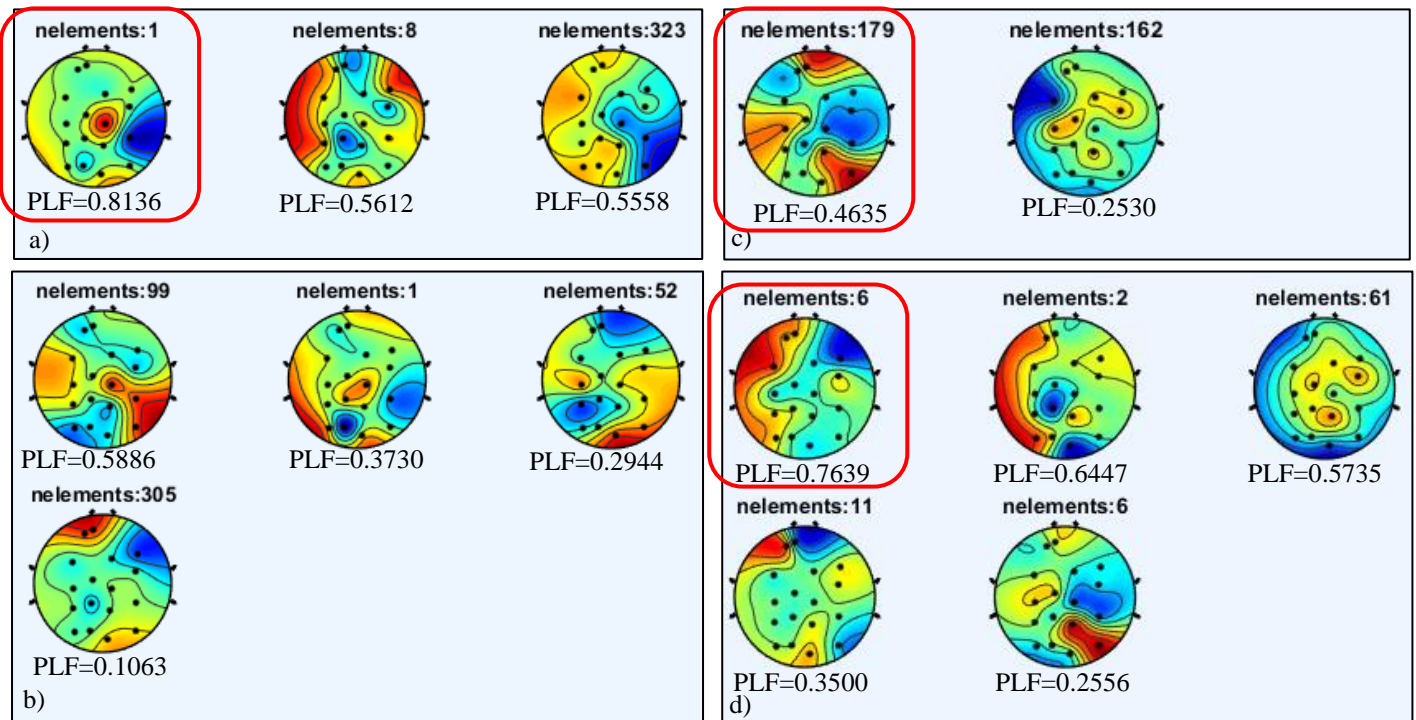 nelements:1
nelements:8
nelements:323
PLF=0.8136
PLF=0.5612
PLF=0.5558
a)
nelements:179
nelements:162
PLF=0.4635
PLF=0.2530
c)
nelements:99
nelements:1
nelements:52
PLF=0.5886
PLF=0.3730
PLF=0.2944
nelements:305
PLF=0.1063
b)
nelements:6
nelements:2
nelements:61
PLF=0.7639
PLF=0.6447
PLF=0.5735
nelements:11
nelements:6
PLF=0.3500
PLF=0.2556
d)